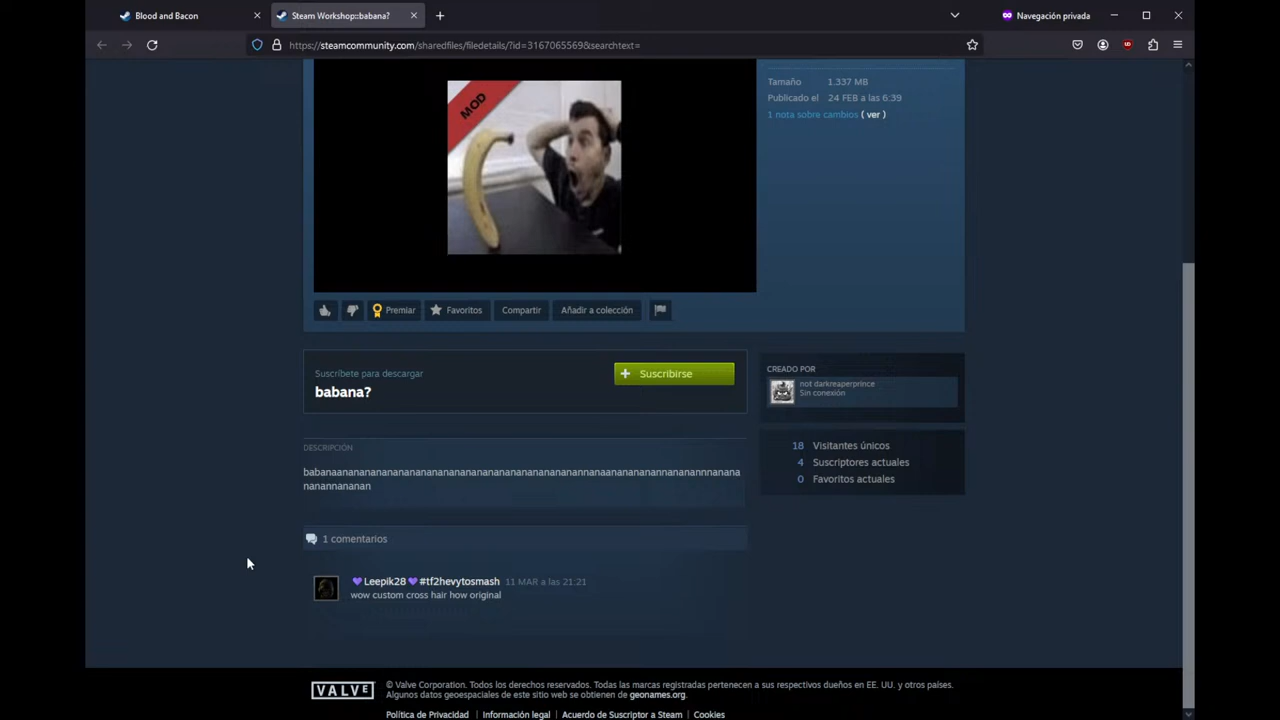 Blood and Bacon
Steam Workshop::babana?
Navegación privada
https://steamcommunity.com/sharedfiles/filedetails/?id=3167065569&searchtext=
MOD
Tamaño 1.337 MB
Publicado el 24 FEB a las 6:39
1 nota sobre cambios ( ver )
Premiar Favoritos Compartir Añadir a colección
Suscríbete para descargar
babana?
Suscribirse
CREADO POR
not darkreaperprince
Sin conexión
18 Visitantes únicos
4 Suscriptores actuales
0 Favoritos actuales
DESCRIPCIÓN
babanaanananananananananananananananananananannanaanananananannananannnanana
nanannananan
1 comentarios
💜Leepik28💜#tf2hevytosmash 11 MAR a las 21:21
wow custom cross hair how original
VALVE
© Valve Corporation. Todos los derechos reservados. Todas las marcas registradas pertenecen a sus respectivos dueños en EE. UU. y otros países.
Algunos datos geoespaciales de este sitio web se obtienen de geonames.org.
Política de Privacidad | Información legal | Acuerdo de Suscriptor a Steam | Cookies